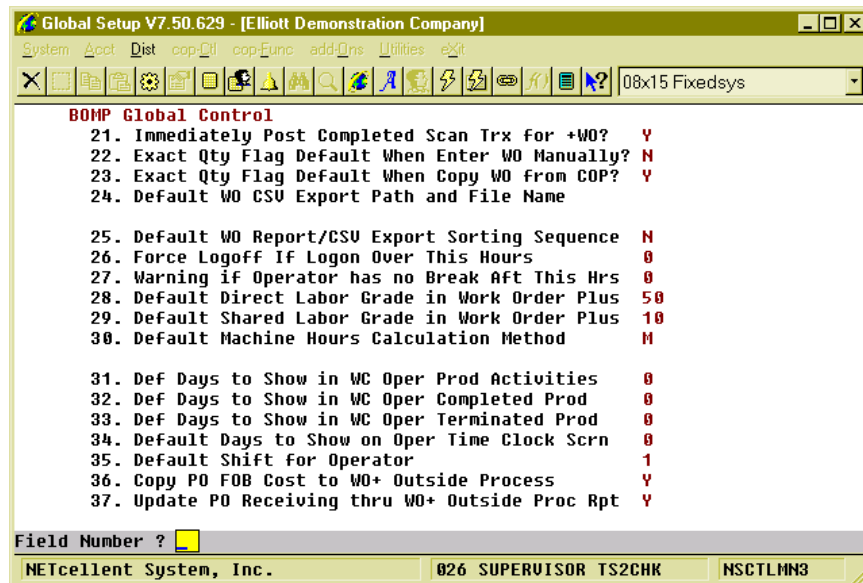 Global Setup V7.50.629 - [Elliott Demonstration Company]
System Acct Dist cop-Ctl cop-Func add-Ons Utilities eXit
08x15 Fixedsys
BOMP Global Control
21. Immediately Post Completed Scan Trx for +WO? Y
22. Exact Qty Flag Default When Enter WO Manually? N
23. Exact Qty Flag Default When Copy WO from COP? Y
24. Default WO CSV Export Path and File Name
25. Default WO Report/CSV Export Sorting Sequence N
26. Force Logoff If Logon Over This Hours 0
27. Warning if Operator has no Break Aft This Hrs 0
28. Default Direct Labor Grade in Work Order Plus 50
29. Default Shared Labor Grade in Work Order Plus 10
30. Default Machine Hours Calculation Method M
31. Def Days to Show in WC Oper Prod Activities 0
32. Def Days to Show in WC Oper Completed Prod 0
33. Def Days to Show in WC Oper Terminated Prod 0
34. Default Days to Show on Oper Time Clock Scrn 0
35. Default Shift for Operator 1
36. Copy PO FOB Cost to WO+ Outside Process Y
37. Update PO Receiving thru WO+ Outside Proc Rpt Y
Field Number ?
NETcellent System, Inc. 026 SUPERVISOR TS2CHK NSCTLMN3